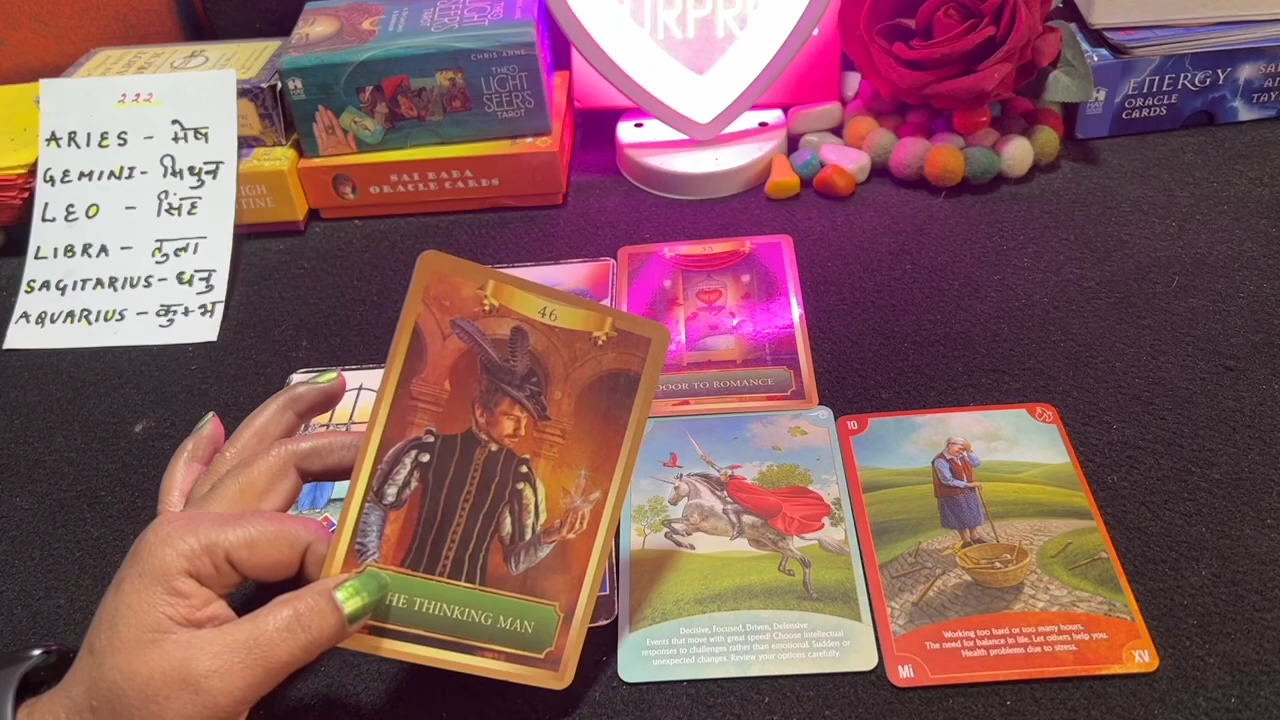 222
ARIES - मेष
GEMINI - मिथुन
LEO - सिंह
LIBRA - तुला
SAGITARIUS - धनु
AQUARIUS - कुम्भ
CHRIS-ANNE
THE
LIGHT
SEER'S
TAROT
SAI BABA
ORACLE CARDS
ENERGY
ORACLE
CARDS
HAY
33
DOOR TO ROMANCE
46
HE THINKING MAN
Decisive, Focused, Driven, Defensive
Events that move with great speed! Choose intellectual
responses to challenges rather than emotional. Sudden or
unexpected changes. Review your options carefully.
10
Working too hard or too many hours.
The need for balance in life. Let others help you.
Health problems due to stress.
Mi
XV